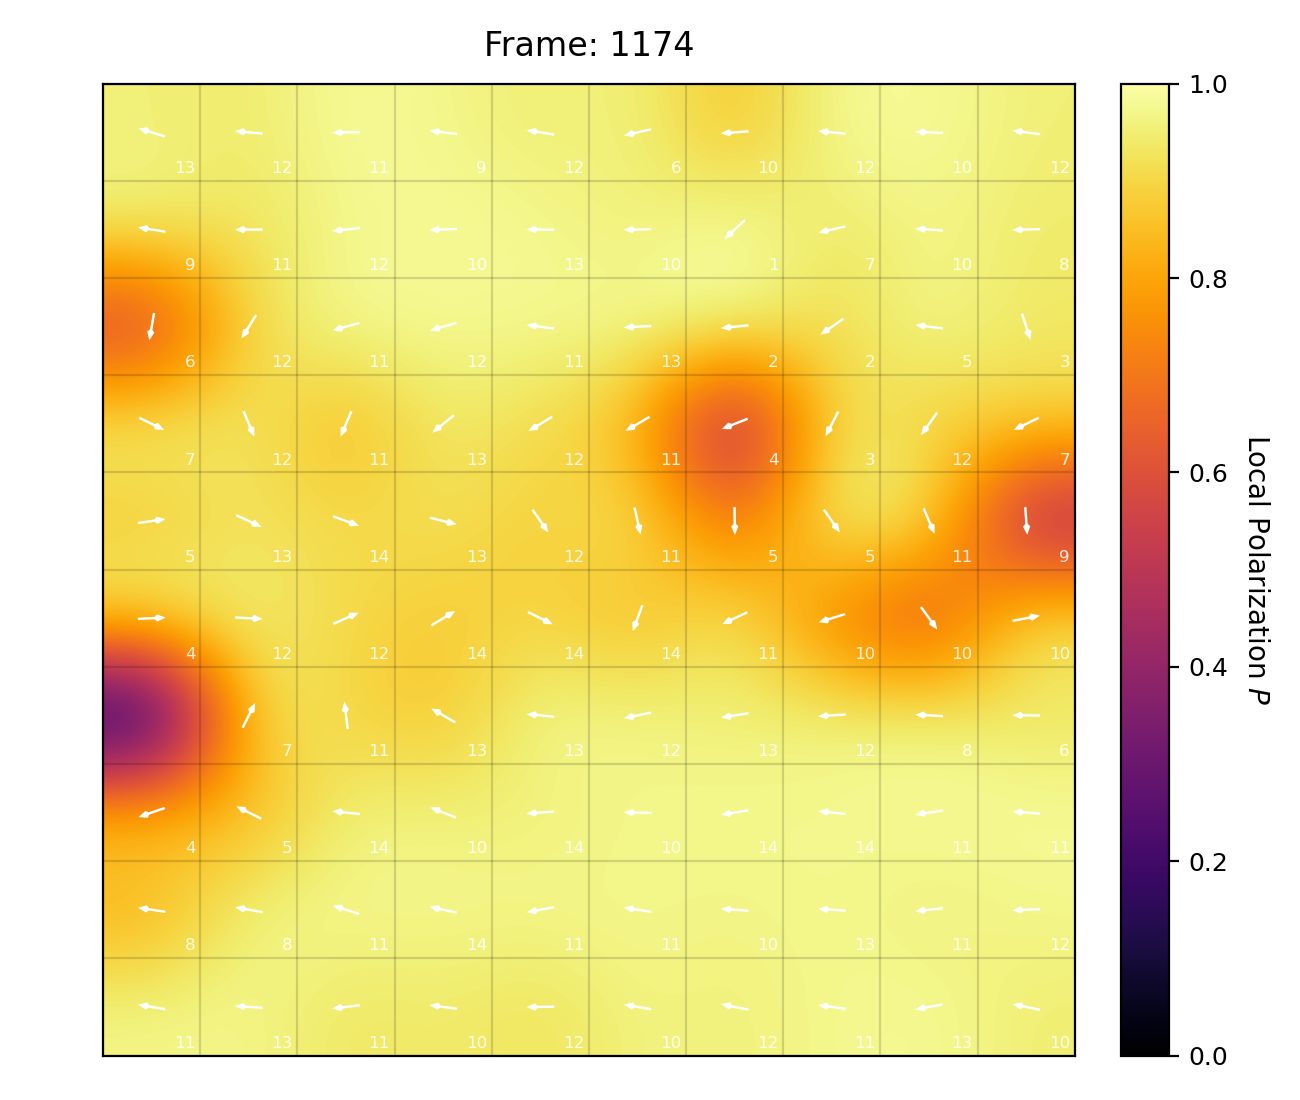 Frame: 1174
13 12 11 9 12 6 10 12 10 12
9 11 12 10 13 10 1 7 10 8
6 12 11 12 11 13 2 2 5 3
7 12 11 13 12 11 4 3 12 7
5 13 14 13 12 11 5 5 11 9
4 12 12 14 14 14 11 10 10 10
7 11 13 13 12 13 12 8 6
4 5 14 10 14 10 14 14 11 11
8 8 11 14 11 11 10 13 11 12
11 13 11 10 12 10 12 11 13 10
1.0
0.8
0.6
0.4
0.2
0.0
Local Polarization P